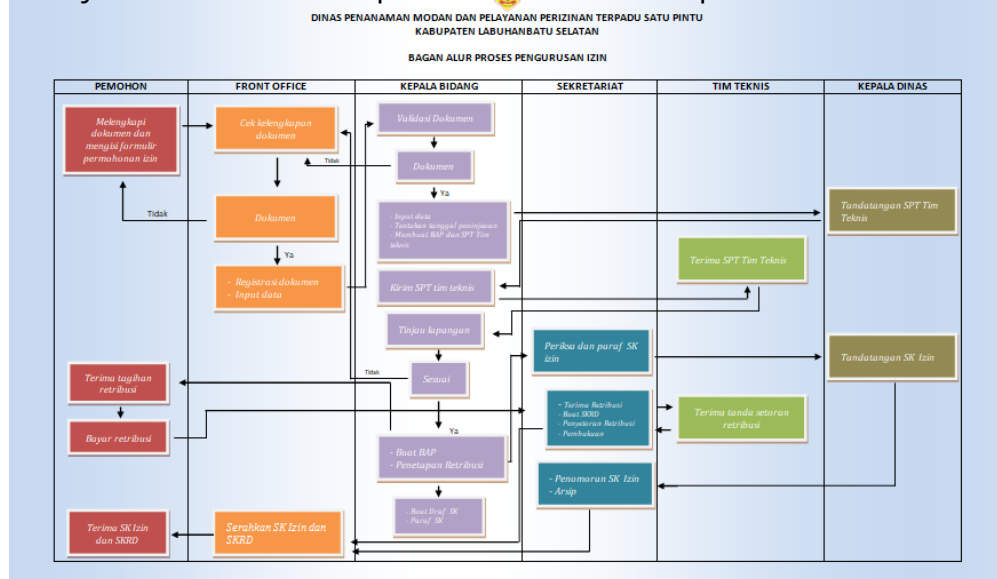 DINAS PENANAMAN MODAN DAN PELAYANAN PERIZINAN TERPADU SATU PINTU
KABUPATEN LABUHANBATU SELATAN
BAGAN ALUR PROSES PENGURUSAN IZIN
PEMOHON
FRONT OFFICE
KEPALA BIDANG
SEKRETARIAT
TIM TEKNIS
KEPALA DINAS
Melengkapi
dokumen dan
mengisi formulir
permohonan izin
Cek kelengkapan
dokumen
Validasi Dokumen
Tidak
Dokumen
Ya
Tidak
Dokumen
Ya
- Input data
- Tentukan tanggal peninjauan
- Membuat BAP dan SPT Tim
teknis
Tandatangan SPT Tim
Teknis
- Registrasi dokumen
- Input data
Kirim SPT tim teknis
Terima SPT Tim Teknis
Tinjau lapangan
Periksa dan paraf SK
izin
Tandatangan SK Izin
Terima tagihan
retribusi
Tidak
Sesuai
Ya
Bayar retribusi
- Terima Retribusi
- Buat SKRD
- Penyetoran Retribusi
- Pembukuan
Terima tanda setoran
retribusi
- Buat BAP
- Penetapan Retribusi
- Penomoran SK Izin
- Arsip
- Buat Draf SK
- Paraf SK
Terima SK Izin
dan SKRD
Serahkan SK Izin dan
SKRD